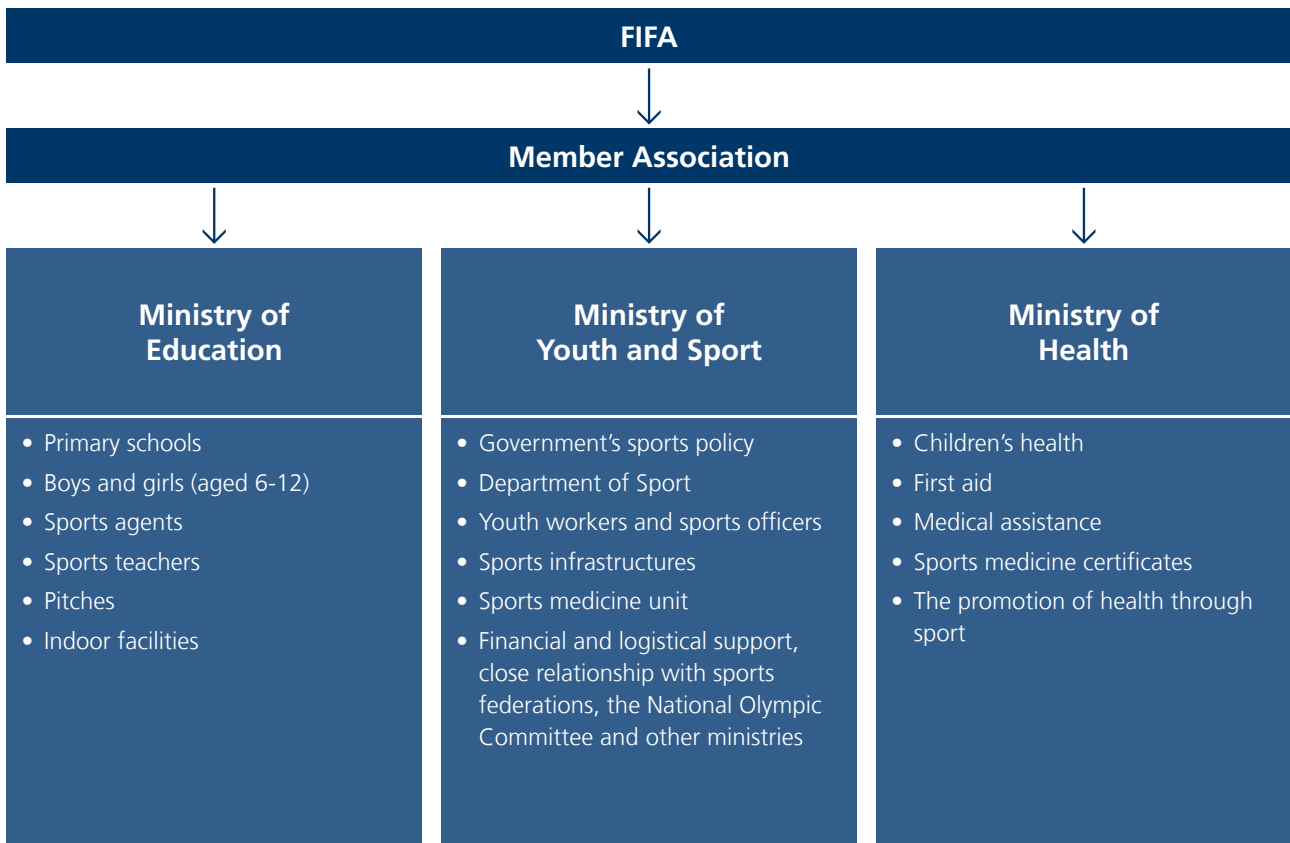 FIFA
Member Association
Ministry of
Education
• Primary schools
• Boys and girls (aged 6-12)
• Sports agents
• Sports teachers
• Pitches
• Indoor facilities
Ministry of
Youth and Sport
• Government’s sports policy
• Department of Sport
• Youth workers and sports officers
• Sports infrastructures
• Sports medicine unit
• Financial and logistical support,
close relationship with sports
federations, the National Olympic
Committee and other ministries
Ministry of
Health
• Children’s health
• First aid
• Medical assistance
• Sports medicine certificates
• The promotion of health through
sport